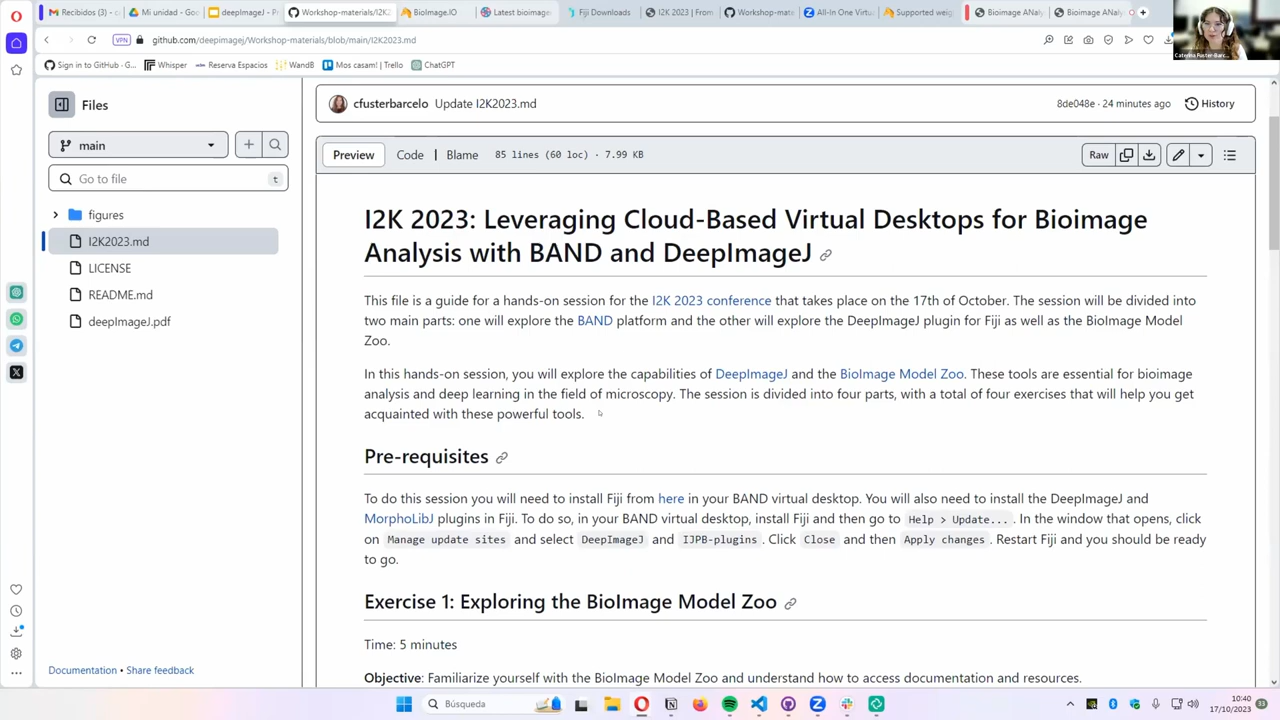 Recibidos (3) - c
Mi unidad - Goo
deepImageJ - P
Workshop-materials/I2K
BioImage.IO
Latest bioimage
Fiji Downloads
I2K 2023 | From
Workshop-mate
All-In One Virtu
Supported weig
Bioimage ANaly
Bioimage ANaly
VPN
github.com/deepimagej/Workshop-materials/blob/main/I2K2023.md
Sign in to GitHub · G...
Whisper
Reserva Espacios
WandB
Mos casam! | Trello
ChatGPT
Files
cfusterbarcelo Update I2K2023.md
8de048e · 24 minutes ago
History
main
Preview
Code
Blame
85 lines (60 loc) · 7.99 KB
Raw
Go to file
t
figures
I2K2023.md
LICENSE
README.md
deepImageJ.pdf
I2K 2023: Leveraging Cloud-Based Virtual Desktops for Bioimage
Analysis with BAND and DeepImageJ
This file is a guide for a hands-on session for the I2K 2023 conference that takes place on the 17th of October. The session will be divided into
two main parts: one will explore the BAND platform and the other will explore the DeepImageJ plugin for Fiji as well as the BioImage Model
Zoo.
In this hands-on session, you will explore the capabilities of DeepImageJ and the BioImage Model Zoo. These tools are essential for bioimage
analysis and deep learning in the field of microscopy. The session is divided into four parts, with a total of four exercises that will help you get
acquainted with these powerful tools.
Pre-requisites
To do this session you will need to install Fiji from here in your BAND virtual desktop. You will also need to install the DeepImageJ and
MorphoLibJ plugins in Fiji. To do so, in your BAND virtual desktop, install Fiji and then go to Help > Update... . In the window that opens, click
on Manage update sites and select DeepImageJ and IJPB-plugins . Click Close and then Apply changes . Restart Fiji and you should be ready
to go.
Exercise 1: Exploring the BioImage Model Zoo
Time: 5 minutes
Objective: Familiarize yourself with the BioImage Model Zoo and understand how to access documentation and resources.
Documentation • Share feedback
Búsqueda
10:40
17/10/2023